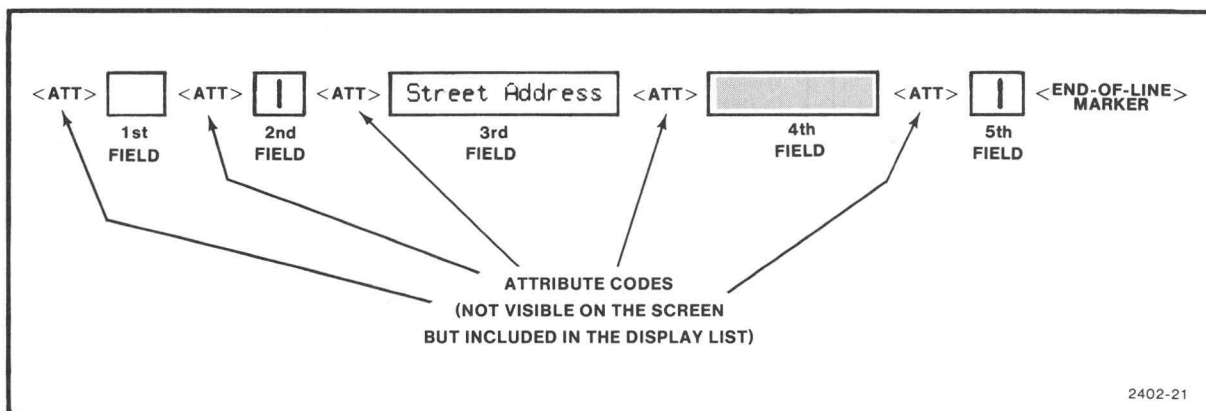 <ATT> <ATT> | <ATT> Street Address <ATT> <ATT> | <END-OF-LINE
MARKER>
1st
FIELD
2nd
FIELD
3rd
FIELD
4th
FIELD
5th
FIELD
ATTRIBUTE CODES
(NOT VISIBLE ON THE SCREEN
BUT INCLUDED IN THE DISPLAY LIST)
2402-21